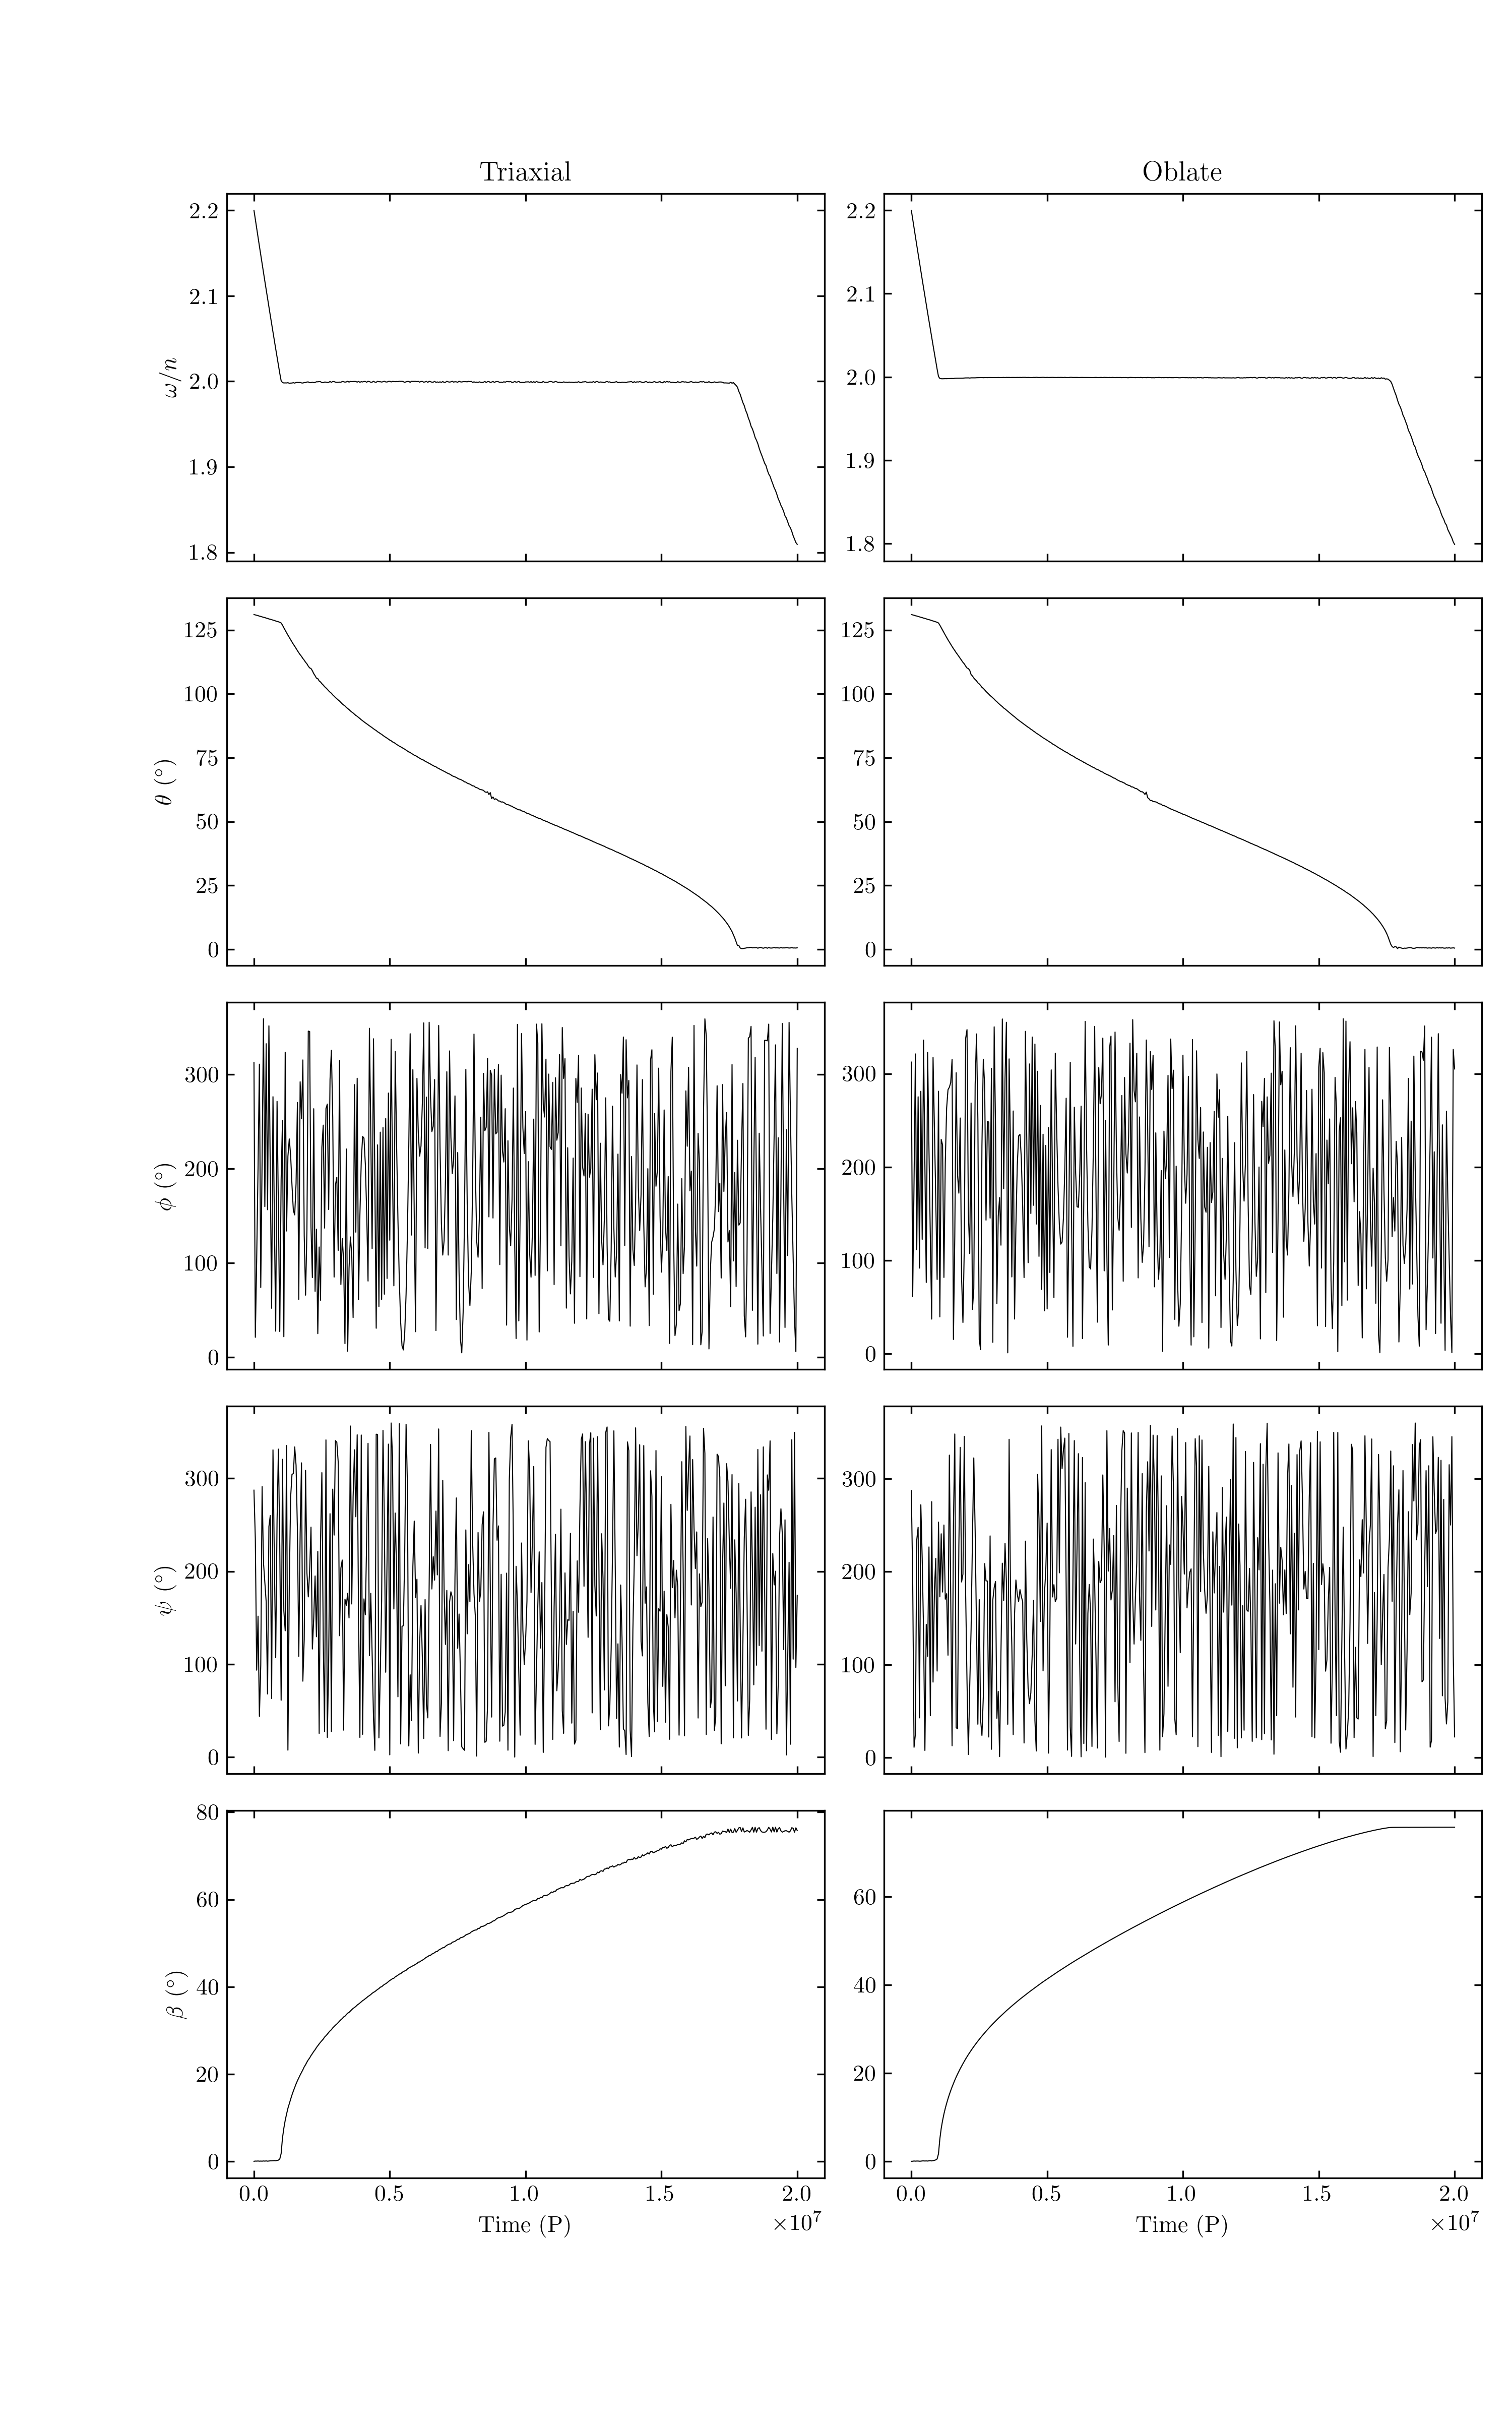 Triaxial Oblate
2.2 2.2
2.1 2.1
ω/n 2.0 2.0
1.9 1.9
1.8 1.8
125 125
100 100
θ (°) 75 75
50 50
25 25
0 0
300 300
φ (°) 200 200
100 100
0 0
300 300
ψ (°) 200 200
100 100
0 0
80
60 60
β (°) 40 40
20 20
0 0
0.0 0.5 1.0 1.5 2.0 0.0 0.5 1.0 1.5 2.0
Time (P) ×10⁷ Time (P) ×10⁷